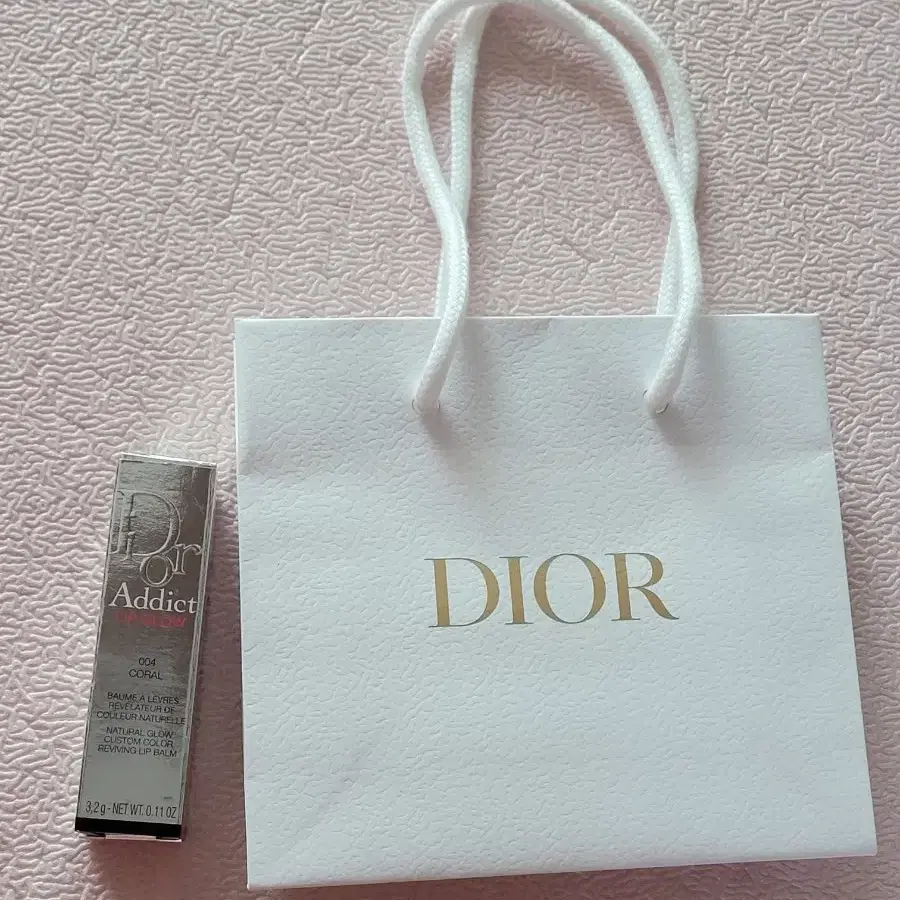 Dior
Addict
LIP GLOW
004
CORAL
BAUME À LÈVRES
RÉVÉLATEUR DE
COULEUR NATURELLE
NATURAL GLOW
CUSTOM COLOR
REVIVING LIP BALM
3,2 g - NET WT. 0.11 OZ
DIOR